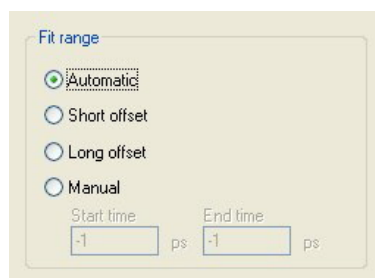 Fit range
Automatic
Short offset
Long offset
Manual
Start time End time
-1 ps -1 ps